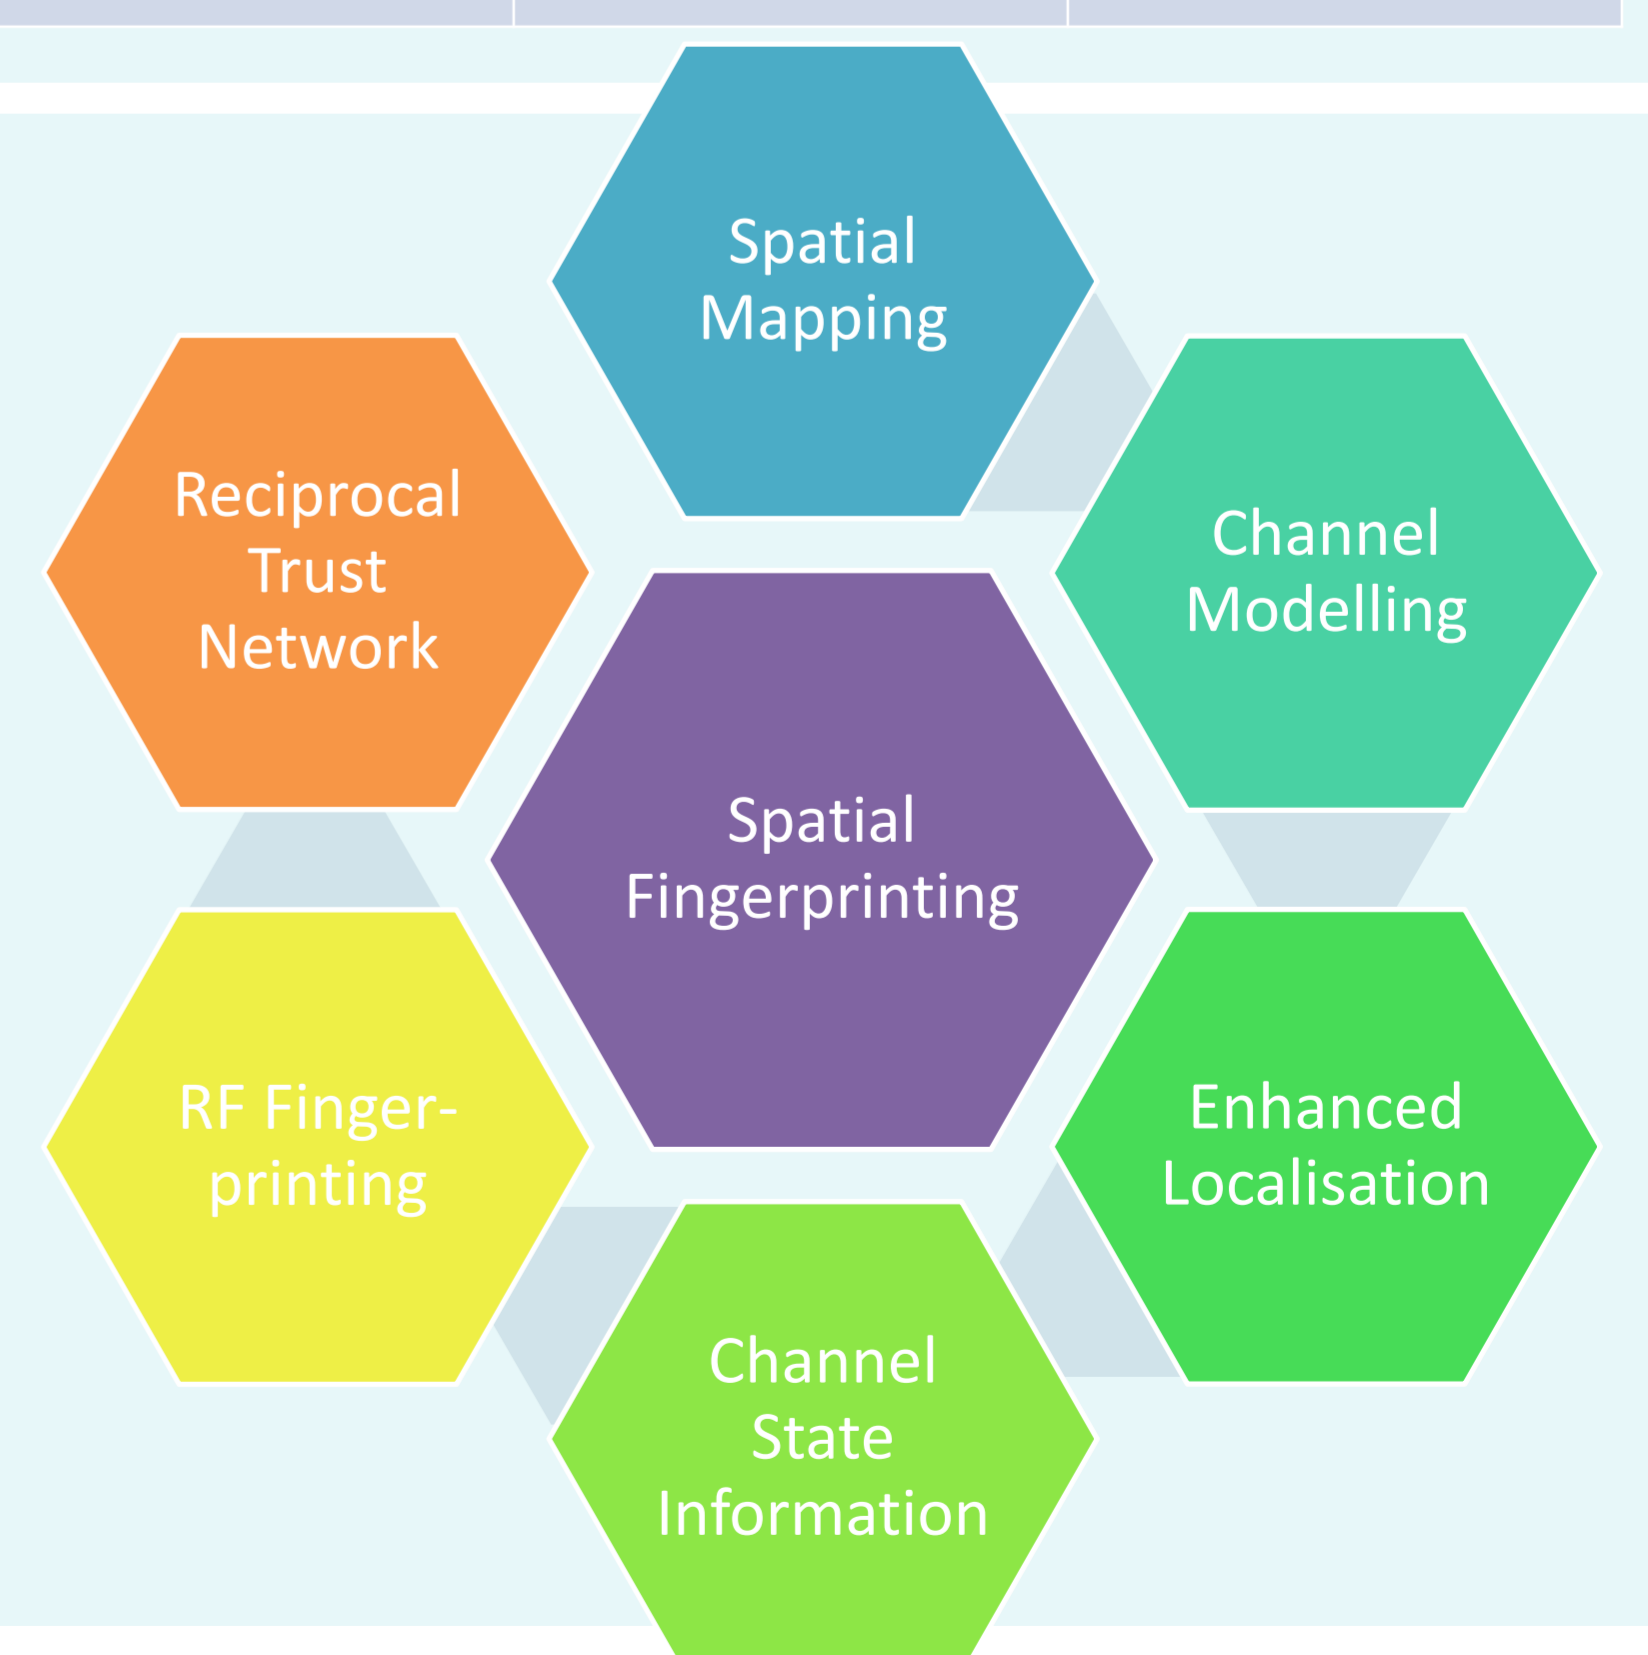 Spatial
Mapping
Channel
Modelling
Reciprocal
Trust
Network
Spatial
Fingerprinting
Enhanced
Localisation
RF Finger-
printing
Channel
State
Information